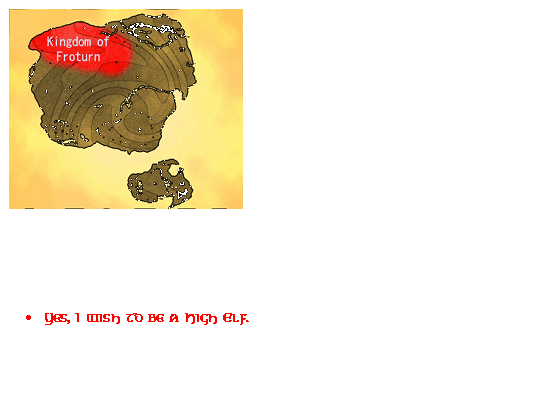 Kingdom of
Froturn
• Yes, I wish to be a High Elf.